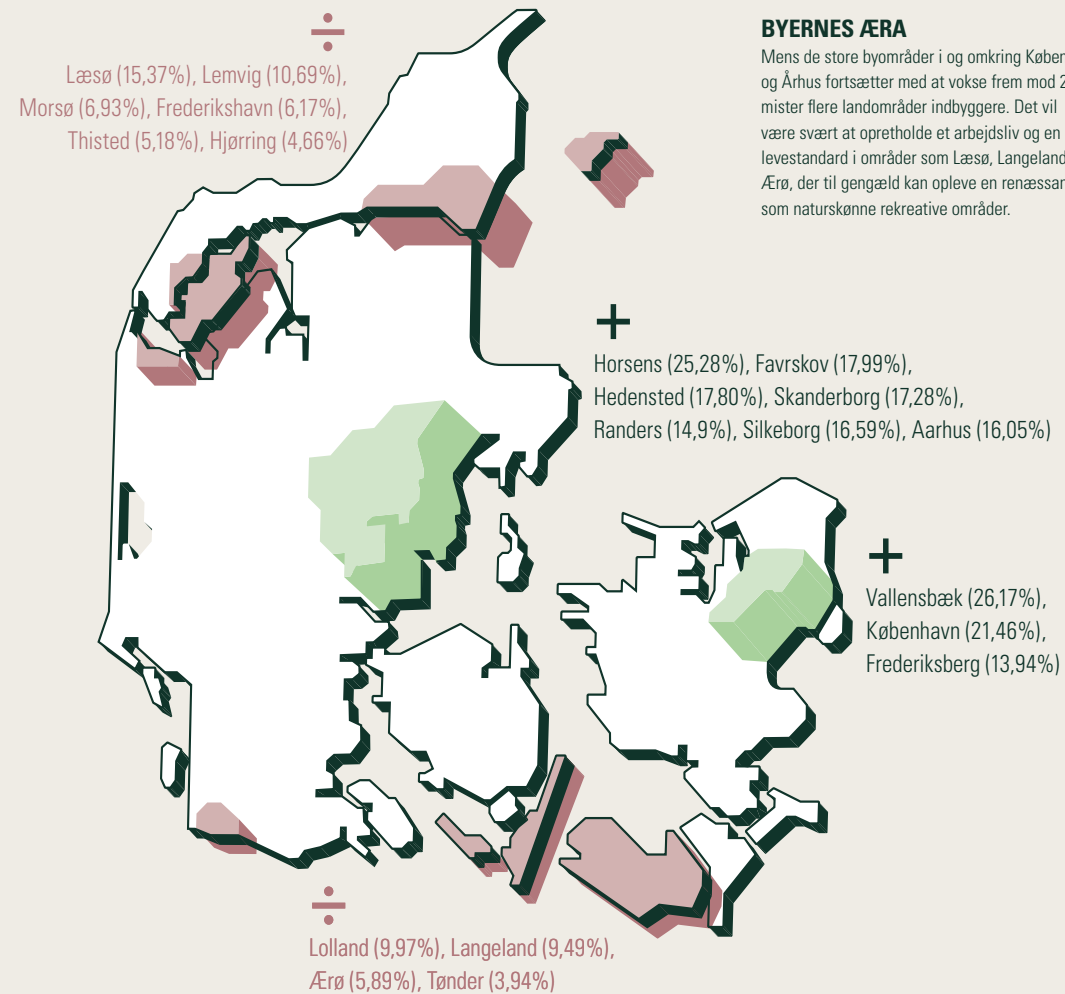 ÷
Læsø (15,37%), Lemvig (10,69%),
Morsø (6,93%), Frederikshavn (6,17%),
Thisted (5,18%), Hjørring (4,66%)
BYERNES ÆRA
Mens de store byområder i og omkring Køben
og Århus fortsætter med at vokse frem mod 2
mister flere landområder indbyggere. Det vil
være svært at opretholde et arbejdsliv og en
levestandard i områder som Læsø, Langeland
Ærø, der til gengæld kan opleve en renæssan
som naturskønne rekreative områder.
+
Horsens (25,28%), Favrskov (17,99%),
Hedensted (17,80%), Skanderborg (17,28%),
Randers (14,9%), Silkeborg (16,59%), Aarhus (16,05%)
+
Vallensbæk (26,17%),
København (21,46%),
Frederiksberg (13,94%)
÷
Lolland (9,97%), Langeland (9,49%),
Ærø (5,89%), Tønder (3,94%)